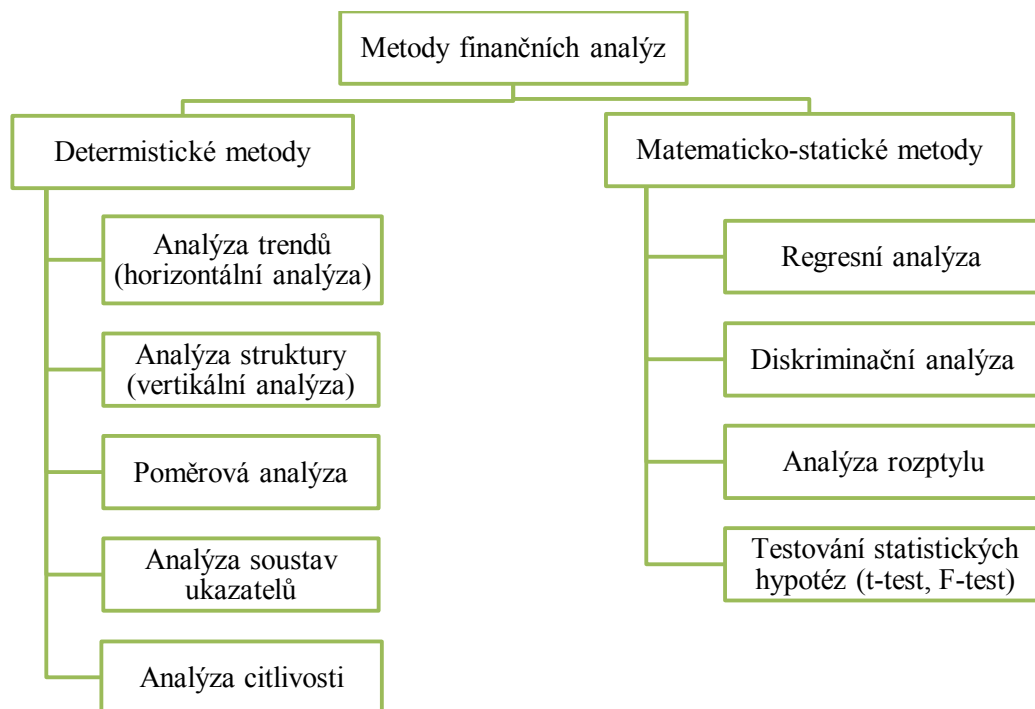 Metody finančních analýz
Determistické metody
Analýza trendů
(horizontální analýza)
Analýza struktury
(vertikální analýza)
Poměrová analýza
Analýza soustav
ukazatelů
Analýza citlivosti
Matematicko-statické metody
Regresní analýza
Diskriminační analýza
Analýza rozptylu
Testování statistických
hypotéz (t-test, F-test)